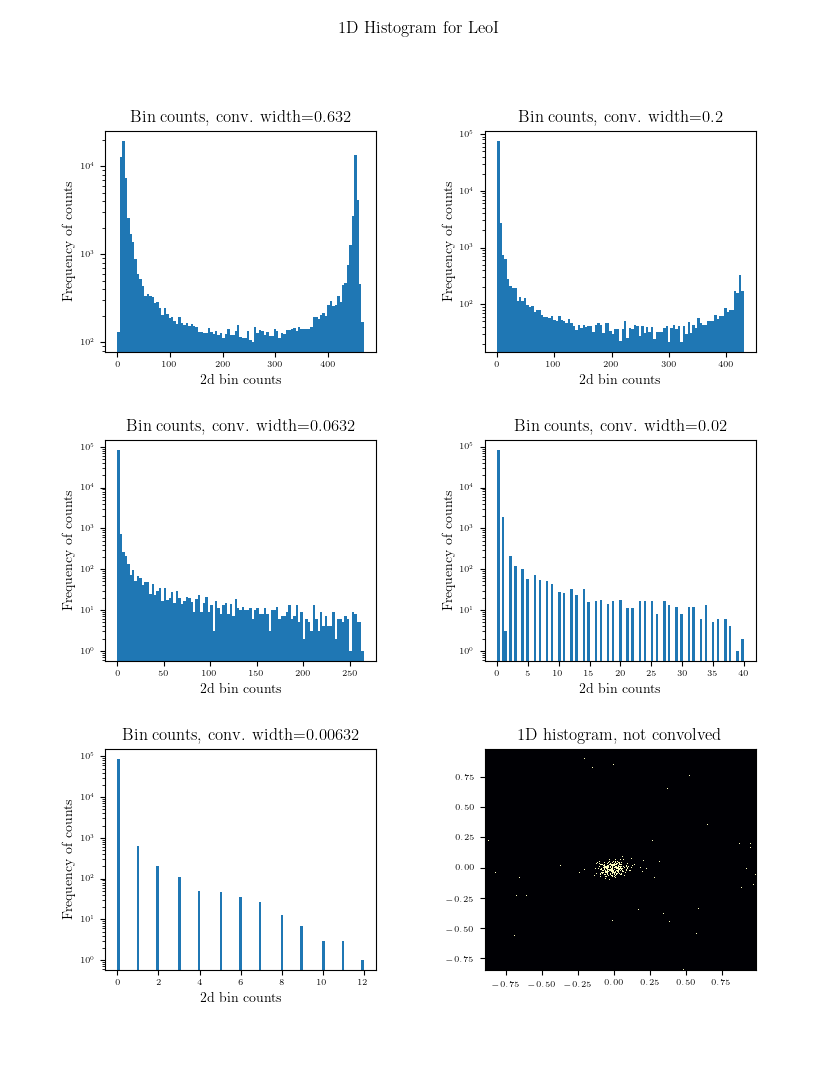 1D Histogram for LeoI
Bin counts, conv. width=0.632
Frequency of counts
10^4
10^3
10^2
0 100 200 300 400
2d bin counts
Bin counts, conv. width=0.2
Frequency of counts
10^5
10^4
10^3
10^2
0 100 200 300 400
2d bin counts
Bin counts, conv. width=0.0632
Frequency of counts
10^5
10^4
10^3
10^2
10^1
10^0
0 50 100 150 200 250
2d bin counts
Bin counts, conv. width=0.02
Frequency of counts
10^5
10^4
10^3
10^2
10^1
10^0
0 5 10 15 20 25 30 35 40
2d bin counts
Bin counts, conv. width=0.00632
Frequency of counts
10^5
10^4
10^3
10^2
10^1
10^0
0 2 4 6 8 10 12
2d bin counts
1D histogram, not convolved
0.75
0.50
0.25
0.00
−0.25
−0.50
−0.75
−0.75 −0.50 −0.25 0.00 0.25 0.50 0.75